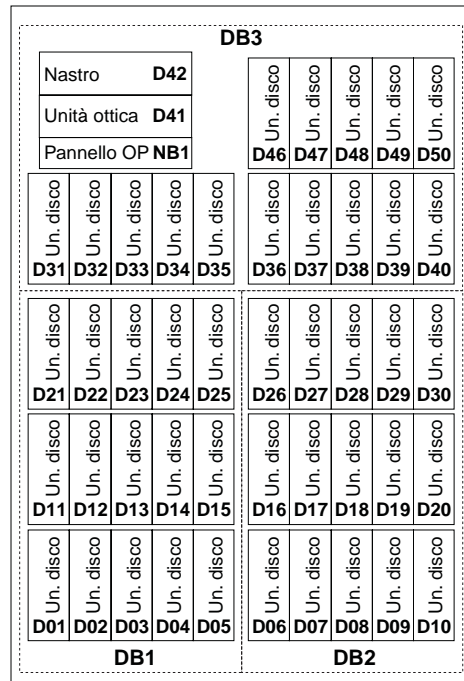 DB3
Nastro D42
Unità ottica D41
Pannello OP NB1
Un. disco Un. disco Un. disco Un. disco Un. disco
D46 D47 D48 D49 D50
Un. disco Un. disco Un. disco Un. disco Un. disco
D31 D32 D33 D34 D35
Un. disco Un. disco Un. disco Un. disco Un. disco
D36 D37 D38 D39 D40
Un. disco Un. disco Un. disco Un. disco Un. disco
D21 D22 D23 D24 D25
Un. disco Un. disco Un. disco Un. disco Un. disco
D26 D27 D28 D29 D30
Un. disco Un. disco Un. disco Un. disco Un. disco
D11 D12 D13 D14 D15
Un. disco Un. disco Un. disco Un. disco Un. disco
D16 D17 D18 D19 D20
Un. disco Un. disco Un. disco Un. disco Un. disco
D01 D02 D03 D04 D05
Un. disco Un. disco Un. disco Un. disco Un. disco
D06 D07 D08 D09 D10
DB1
DB2